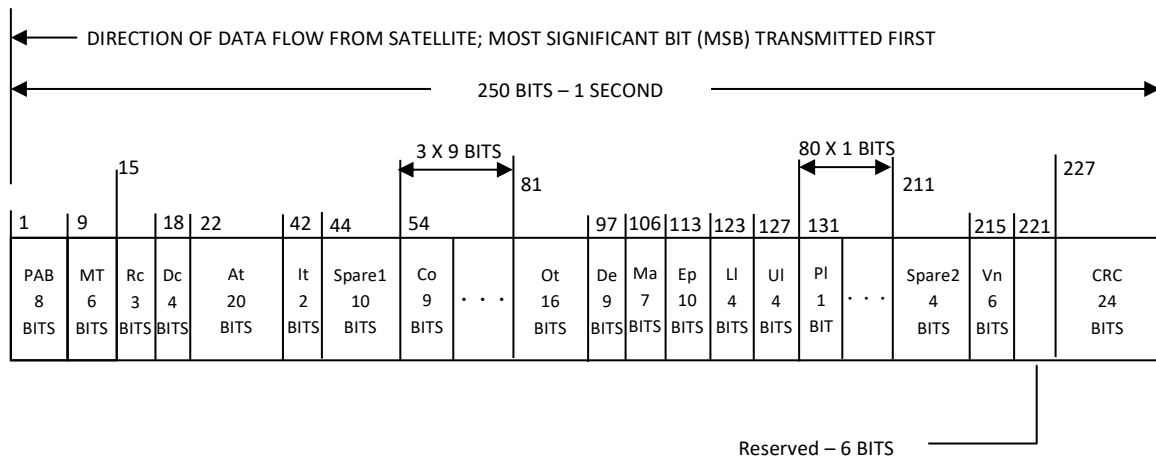 DIRECTION OF DATA FLOW FROM SATELLITE; MOST SIGNIFICANT BIT (MSB) TRANSMITTED FIRST
250 BITS – 1 SECOND
3 X 9 BITS
80 X 1 BITS
15
81
211
227
1 9 18 22 42 44 54 97 106 113 123 127 131 215 221
PAB MT Rc Dc At It Spare1 Co Ot De Ma Ep Ll Ul Pl Spare2 Vn CRC
8 6 3 4 20 2 10 9 . . . 16 9 7 10 4 4 1 . . . 4 6 24
BITS BITS BITS BITS BITS BITS BITS BITS BITS BITS BITS BITS BITS BITS BIT BITS BITS BITS
Reserved – 6 BITS